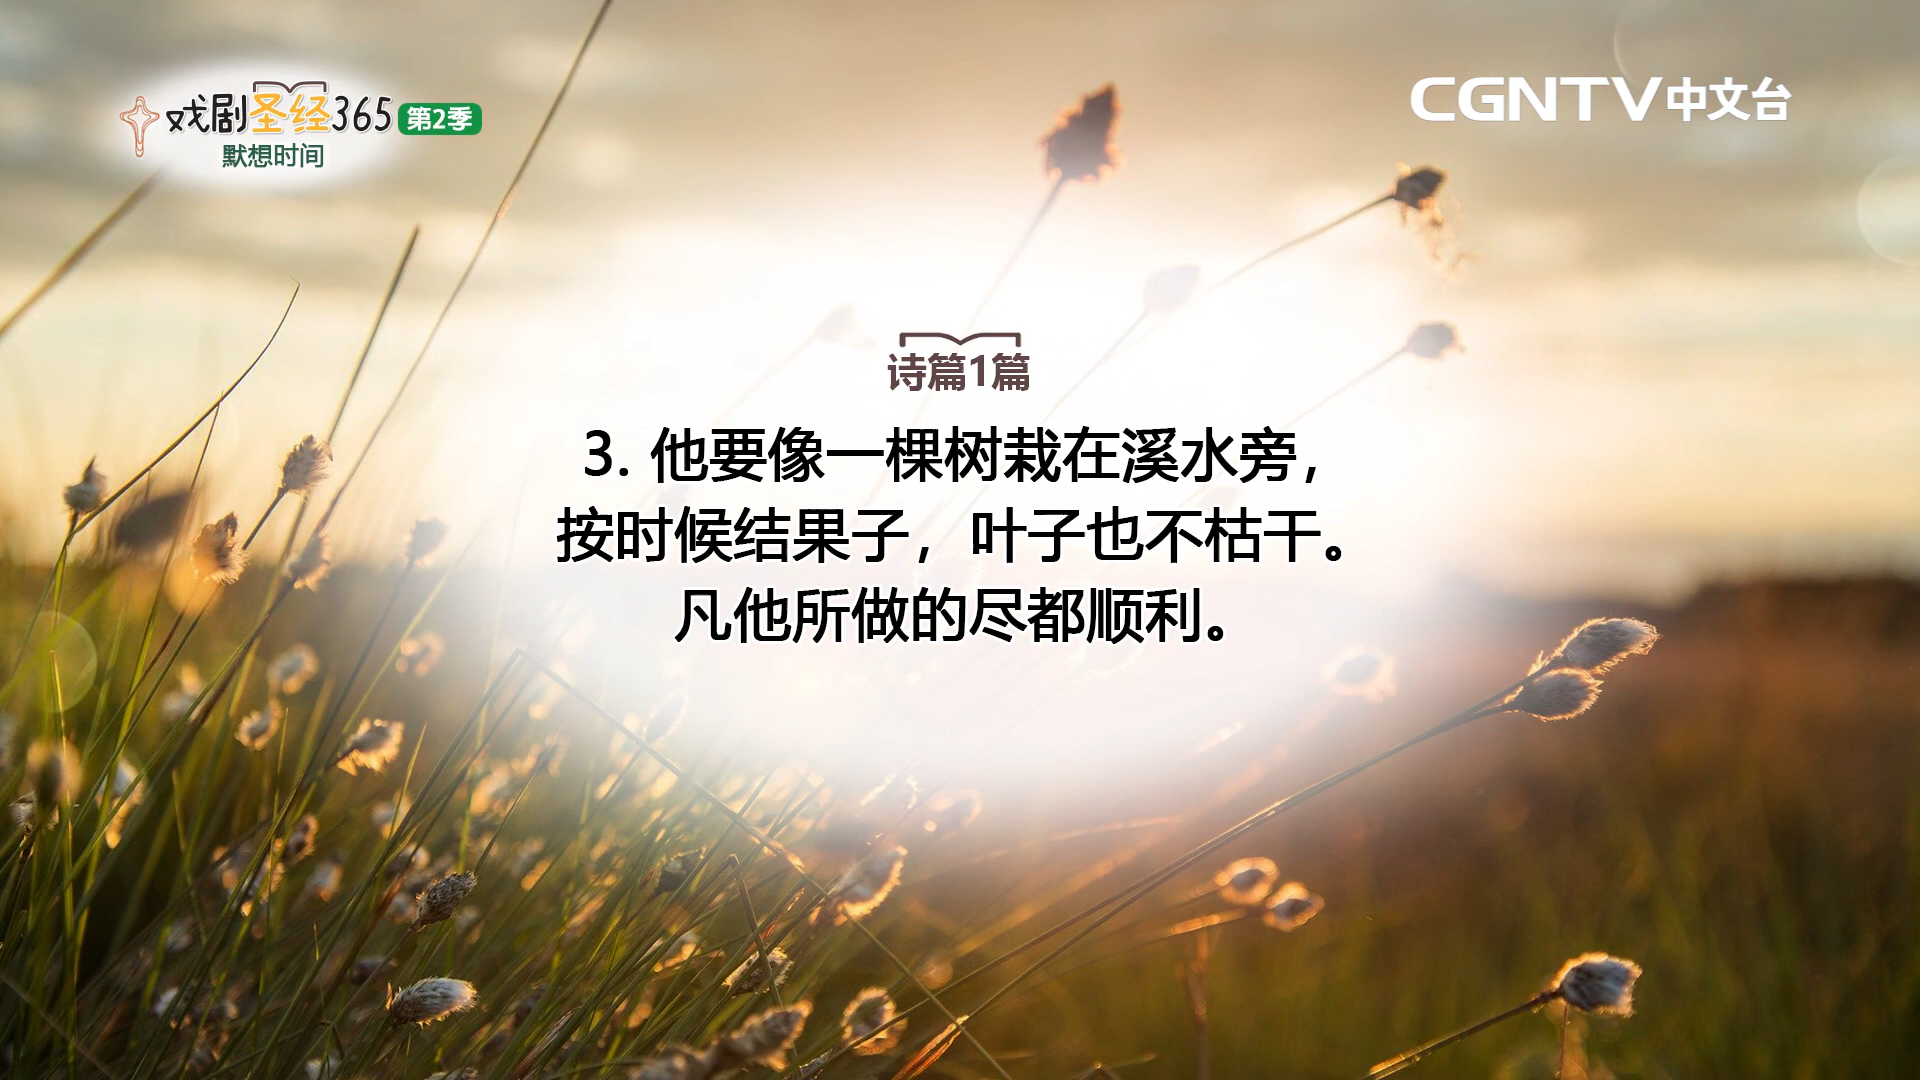 戏剧圣经365 第2季
默想时间
CGNTV中文台
诗篇1篇
3. 他要像一棵树栽在溪水旁，
按时候结果子，叶子也不枯干。
凡他所做的尽都顺利。